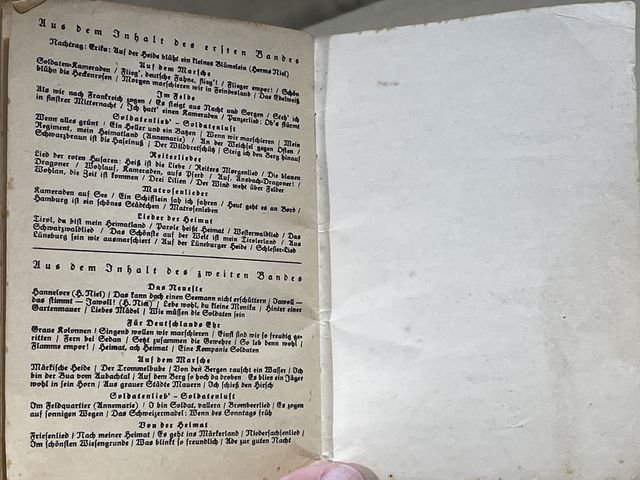 Aus dem Inhalt des ersten Bandes
Nachtrag: Erika: Auf der Heide blüht ein kleines Blümelein (Herms Niel)
Auf dem Marsche
Soldaten-Kameraden / Flieg', deutsche Fahne, flieg'! / Flieger empor! / Schön
blühn die Heckenrosen / Morgen marschieren wir in Feindesland / Das Edelweiß
Im Felde
Als wir nach Frankreich zogen / Es steigt aus Nacht und Sorgen / Steh' ich
in finstrer Mitternacht / Ich hatt' einen Kameraden / Panzerlied: Ob's stürmt
Soldatenlieb' - Soldatenlust
Wenn alles grünt / Ein Heller und ein Batzen / Wenn wir marschieren / Mein
Regiment, mein Heimatland (Annemarie) / An der Weichsel gegen Osten /
Schwarzbraun ist die Haselnuß / Der Wildbretschütz / Steig ich den Berg hinauf
Reiterlieder
Lied der roten Husaren: Heiß ist die Liebe / Reiters Morgenlied / Die blauen
Dragoner / Wohlauf, Kameraden, aufs Pferd / Auf, Ansbach-Dragoner! /
Wohlan, die Zeit ist kommen / Drei Lilien / Der Wind weht über Felder
Matrosenlieder
Kameraden auf See / Ein Schifflein sah ich fahren / Heut geht es an Bord /
Hamburg ist ein schönes Städtchen / Matrosenleben
Lieder der Heimat
Tirol, du bist mein Heimatland / Parole heißt Heimat / Westerwaldlied / Das
Schwarzwaldlied / Das Schönste auf der Welt ist mein Tirolerland / Aus
Lüneburg sein wir ausmarschiert / Auf der Lüneburger Heide / Schlesier-Lied
Aus dem Inhalt des zweiten Bandes
Das Neueste
Hannelore (H. Niel) / Das kann doch einen Seemann nicht erschüttern / Jawoll —
das stimmt — Jawoll! (H. Niel) / Lebe wohl, du kleine Monika / Hinter einer
Gartenmauer / Liebes Mädel / Wie müssen die Soldaten sein
Für Deutschlands Ehr
Graue Kolonnen / Singend wollen wir marschieren / Einst sind wir so freudig ge-
ritten / Fern bei Sedan / Setzt zusammen die Gewehre / So leb denn wohl /
Flamme empor! / Heimat, ach Heimat / Eine Kompanie Soldaten
Auf dem Marsche
Märkische Heide / Der Trommelbube / Von den Bergen rauscht ein Wasser / Ich
bin der Bua vom Aubachtal / Auf dem Berg so hoch da droben / Es blies ein Jäger
wohl in sein Horn / Aus grauer Städte Mauern / Ich schieß den Hirsch
Soldatenlieb' - Soldatenlust
Im Feldquartier (Annemarie) / I bin Soldat, vallera / Brombeerlied / Es zogen
auf sonnigen Wegen / Das Schweizermadel: Wenn des Sonntags früh
Von der Heimat
Friesenlied / Nach meiner Heimat / Es geht ins Märkerland / Niedersachsenlied /
Im schönsten Wiesengrunde / Was blinkt so freundlich / Ade zur guten Nacht